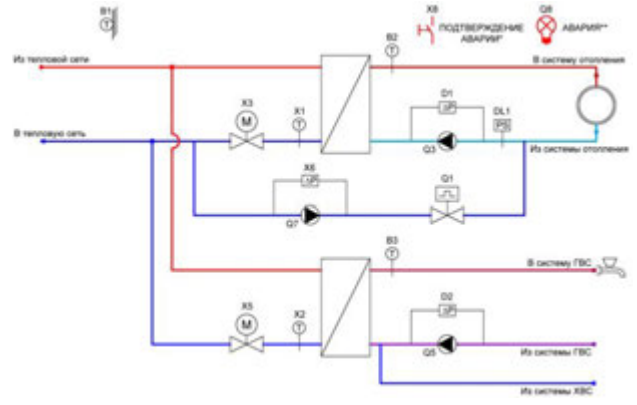 B1
T
X8
ПОДТВЕРЖДЕНИЕ
АВАРИИ*
Q8
АВАРИЯ**
Из тепловой сети
B2
T
В систему отопления
X3
M
X1
T
D1
DL1
PS
В тепловую сеть
Q3
Из системы отопления
X6
Q1
Q7
B3
T
В систему ГВС
X5
M
X2
T
D2
Q5
Из системы ГВС
Из системы ХВС